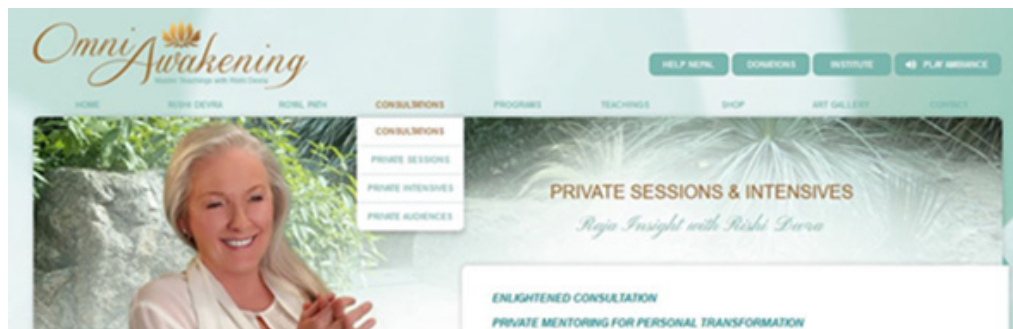 Omni Awakening
Master Teachings with Rishi Devra
HELP NEPAL DONATIONS INSTITUTE PLAY AMBIANCE
HOME RISHI DEVRA ROYAL PATH CONSULTATIONS PROGRAMS TEACHINGS SHOP ART GALLERY CONTACT
CONSULTATIONS
PRIVATE SESSIONS
PRIVATE INTENSIVES
PRIVATE AUDIENCES
PRIVATE SESSIONS & INTENSIVES
Raja Insight with Rishi Devra
ENLIGHTENED CONSULTATION
PRIVATE MENTORING FOR PERSONAL TRANSFORMATION